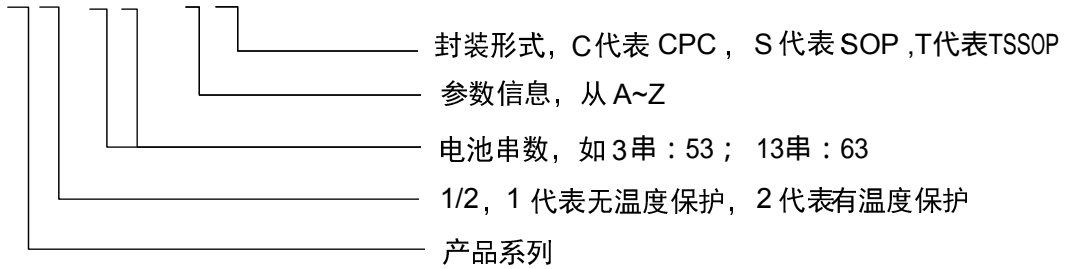 封装形式，C代表 CPC ，S 代表 SOP ,T代表TSSOP
参数信息，从 A~Z
电池串数，如 3 串：53； 13串：63
1/2，1 代表无温度保护，2 代表有温度保护
产品系列